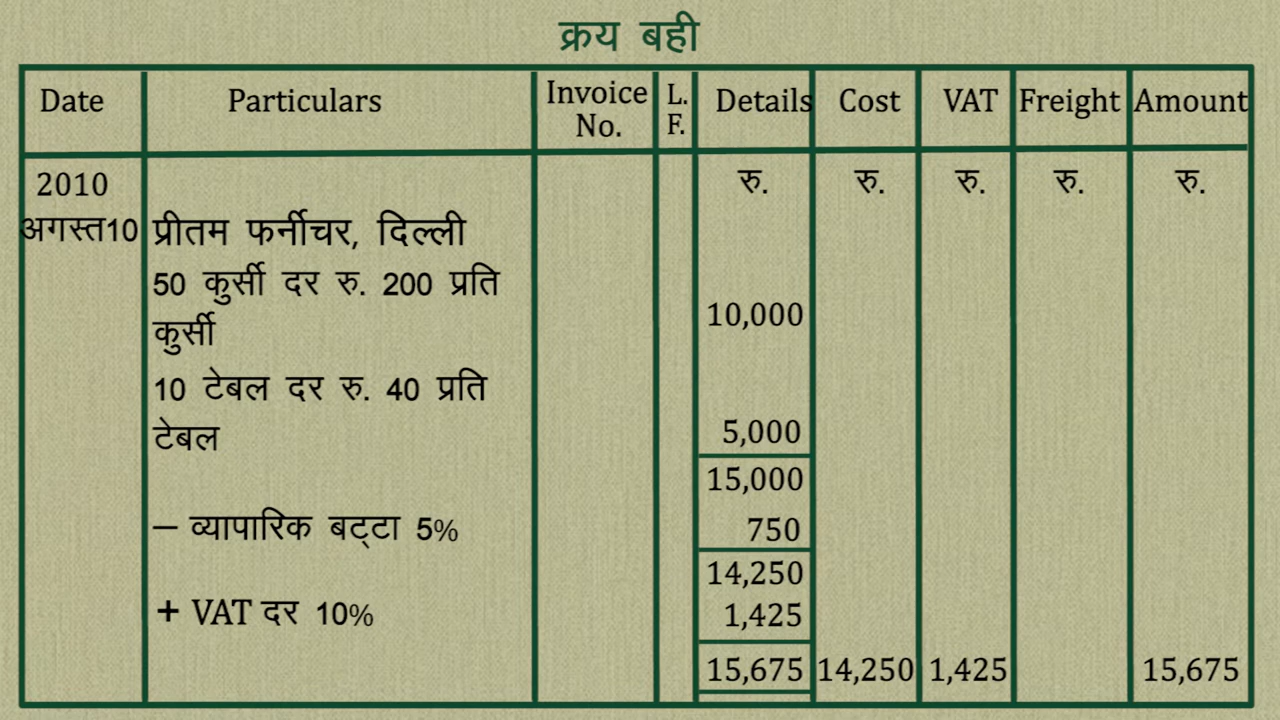 क्रय बही
Date Particulars Invoice No. L. F. Details Cost VAT Freight Amount
2010 रु. रु. रु. रु. रु.
अगस्त10 प्रीतम फर्नीचर, दिल्ली
50 कुर्सी दर रु. 200 प्रति
कुर्सी 10,000
10 टेबल दर रु. 40 प्रति
टेबल 5,000
15,000
– व्यापारिक बट्टा 5% 750
14,250
+ VAT दर 10% 1,425
15,675 14,250 1,425 15,675